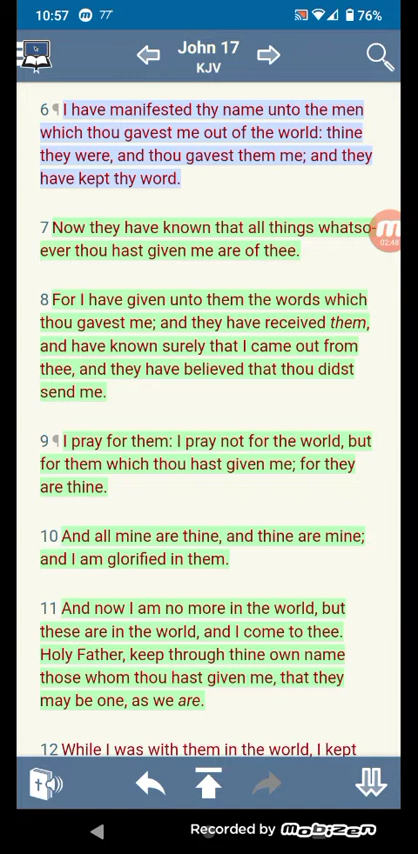 10:57 77 76%
John 17
KJV
6 ¶ I have manifested thy name unto the men
which thou gavest me out of the world: thine
they were, and thou gavest them me; and they
have kept thy word.
7 Now they have known that all things whatso-
ever thou hast given me are of thee.
02:48
8 For I have given unto them the words which
thou gavest me; and they have received them,
and have known surely that I came out from
thee, and they have believed that thou didst
send me.
9 ¶ I pray for them: I pray not for the world, but
for them which thou hast given me; for they
are thine.
10 And all mine are thine, and thine are mine;
and I am glorified in them.
11 And now I am no more in the world, but
these are in the world, and I come to thee.
Holy Father, keep through thine own name
those whom thou hast given me, that they
may be one, as we are.
12 While I was with them in the world, I kept
Recorded by mobizen